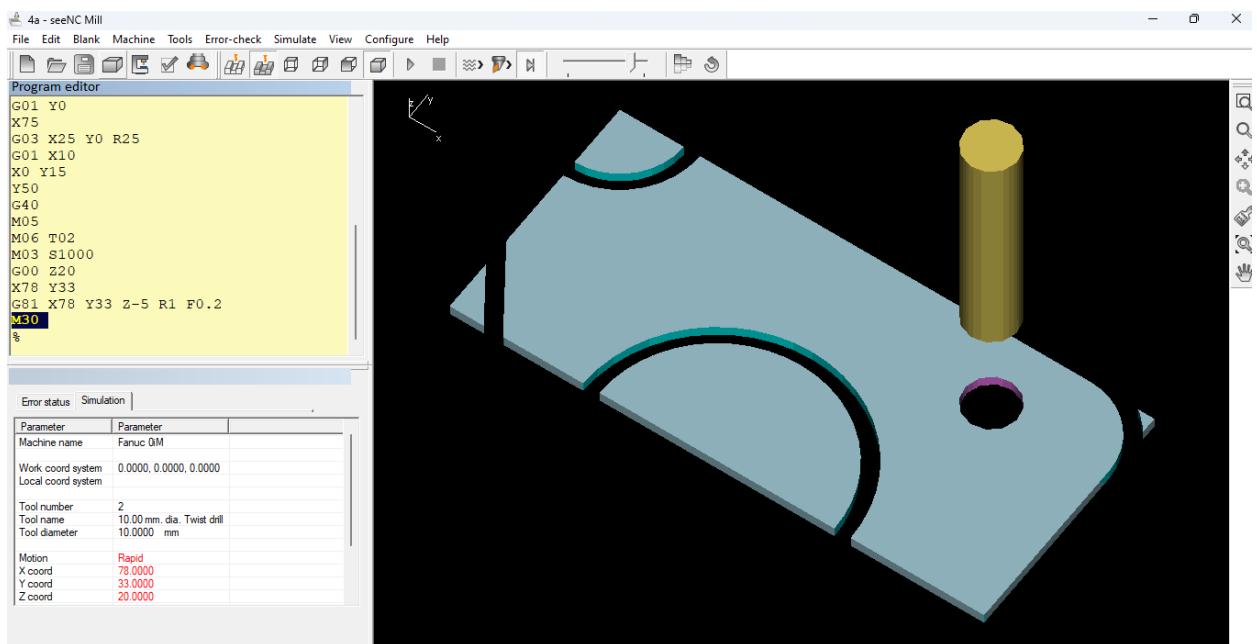 4a - seeNC Mill
File Edit Blank Machine Tools Error-check Simulate View Configure Help
Program editor
G01 Y0
X75
G03 X25 Y0 R25
G01 X10
X0 Y15
Y50
G40
M05
M06 T02
M03 S1000
G00 Z20
X78 Y33
G81 X78 Y33 Z-5 R1 F0.2
M30
%
z y
x
Error status Simulation
Parameter Parameter
Machine name Fanuc 0iM
Work coord system 0.0000, 0.0000, 0.0000
Local coord system
Tool number 2
Tool name 10.00 mm. dia. Twist drill
Tool diameter 10.0000 mm
Motion Rapid
X coord 78.0000
Y coord 33.0000
Z coord 20.0000